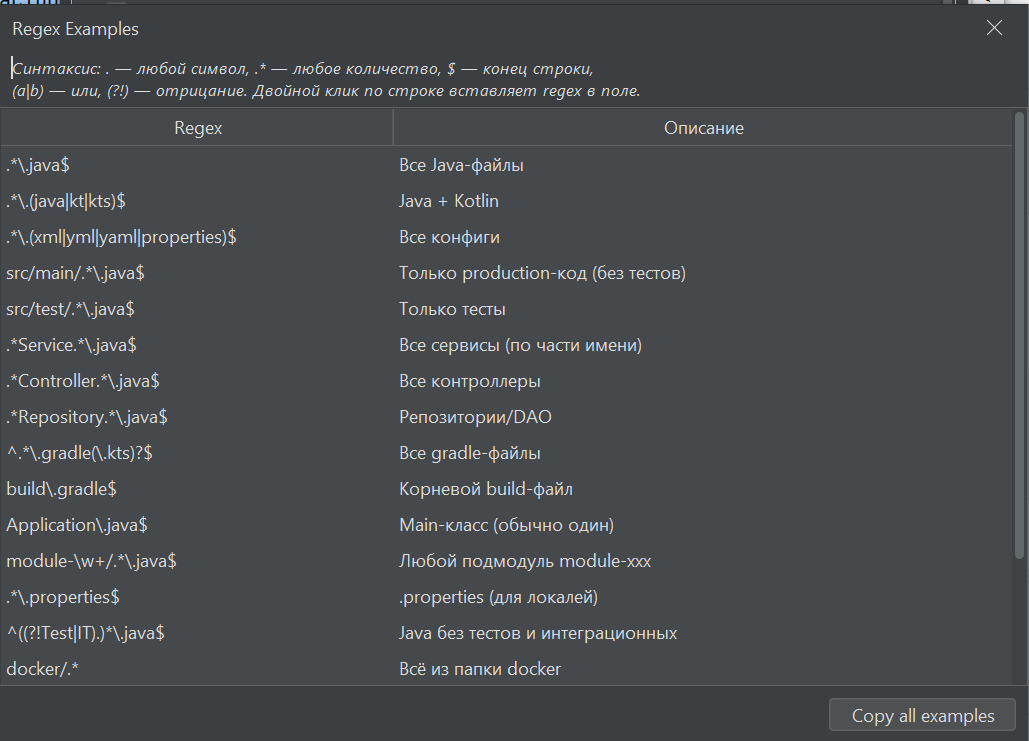 Regex Examples
Синтаксис: . — любой символ, .* — любое количество, $ — конец строки,
(a|b) — или, (?!) — отрицание. Двойной клик по строке вставляет regex в поле.
Regex Описание
.*\.java$ Все Java-файлы
.*\.(java|kt|kts)$ Java + Kotlin
.*\.(xml|yml|yaml|properties)$ Все конфиги
src/main/.*\.java$ Только production-код (без тестов)
src/test/.*\.java$ Только тесты
.*Service.*\.java$ Все сервисы (по части имени)
.*Controller.*\.java$ Все контроллеры
.*Repository.*\.java$ Репозитории/DAO
^.*\.gradle(\.kts)?$ Все gradle-файлы
build\.gradle$ Корневой build-файл
Application\.java$ Main-класс (обычно один)
module-\w+/.*\.java$ Любой подмодуль module-xxx
.*\.properties$ .properties (для локалей)
^((?!Test|IT).)*\.java$ Java без тестов и интеграционных
docker/.* Всё из папки docker
Copy all examples